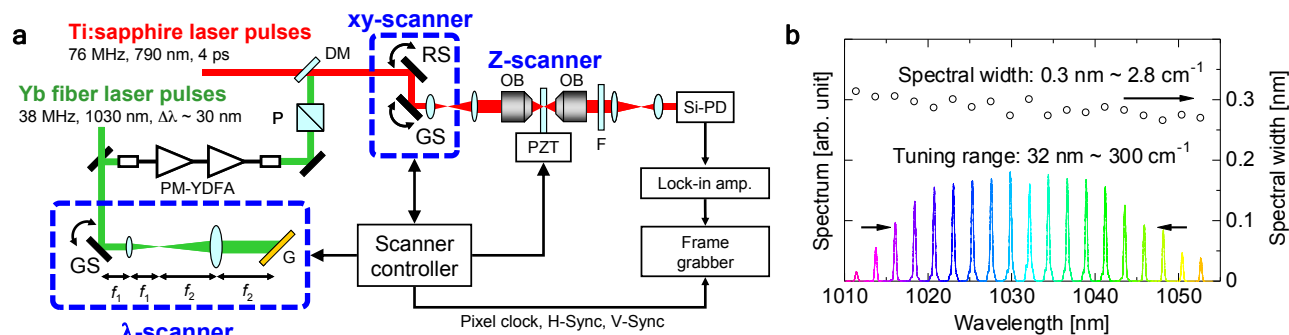 a
Ti:sapphire laser pulses
76 MHz, 790 nm, 4 ps
Yb fiber laser pulses
38 MHz, 1030 nm, Δλ ~ 30 nm
DM
P
PM-YDFA
xy-scanner
RS
GS
Z-scanner
OB
OB
PZT
F
Si-PD
Lock-in amp.
Frame
grabber
Scanner
controller
GS
G
f1 f1 f2 f2
λ-scanner
Pixel clock, H-Sync, V-Sync
b
Spectral width: 0.3 nm ~ 2.8 cm⁻¹
Tuning range: 32 nm ~ 300 cm⁻¹
Spectrum [arb. unit]
Spectral width [nm]
0.3
0.2
0.1
0
1010 1020 1030 1040 1050
Wavelength [nm]